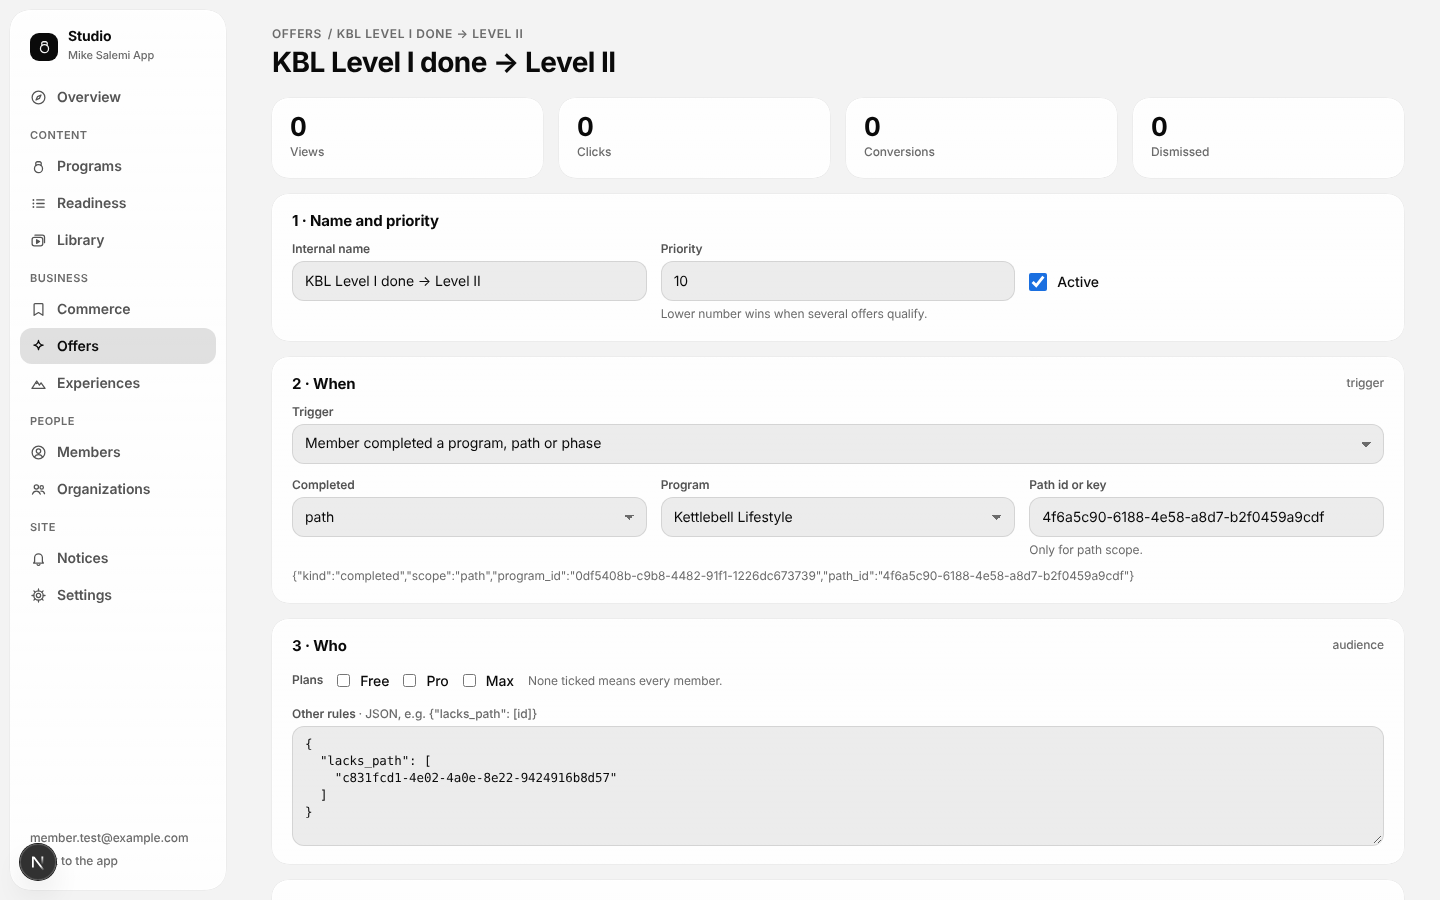 Studio
Mike Salemi App
Overview
CONTENT
Programs
Readiness
Library
BUSINESS
Commerce
Offers
Experiences
PEOPLE
Members
Organizations
SITE
Notices
Settings
member.test@example.com
to the app
N
OFFERS / KBL LEVEL I DONE → LEVEL II
KBL Level I done → Level II
0
Views
0
Clicks
0
Conversions
0
Dismissed
1 · Name and priority
Internal name
KBL Level I done → Level II
Priority
10
Lower number wins when several offers qualify.
Active
2 · When
trigger
Trigger
Member completed a program, path or phase
Completed
path
Program
Kettlebell Lifestyle
Path id or key
4f6a5c90-6188-4e58-a8d7-b2f0459a9cdf
Only for path scope.
{"kind":"completed","scope":"path","program_id":"0df5408b-c9b8-4482-91f1-1226dc673739","path_id":"4f6a5c90-6188-4e58-a8d7-b2f0459a9cdf"}
3 · Who
audience
Plans
Free
Pro
Max
None ticked means every member.
Other rules · JSON, e.g. {"lacks_path": [id]}
{
"lacks_path": [
"c831fcd1-4e02-4a0e-8e22-9424916b8d57"
]
}